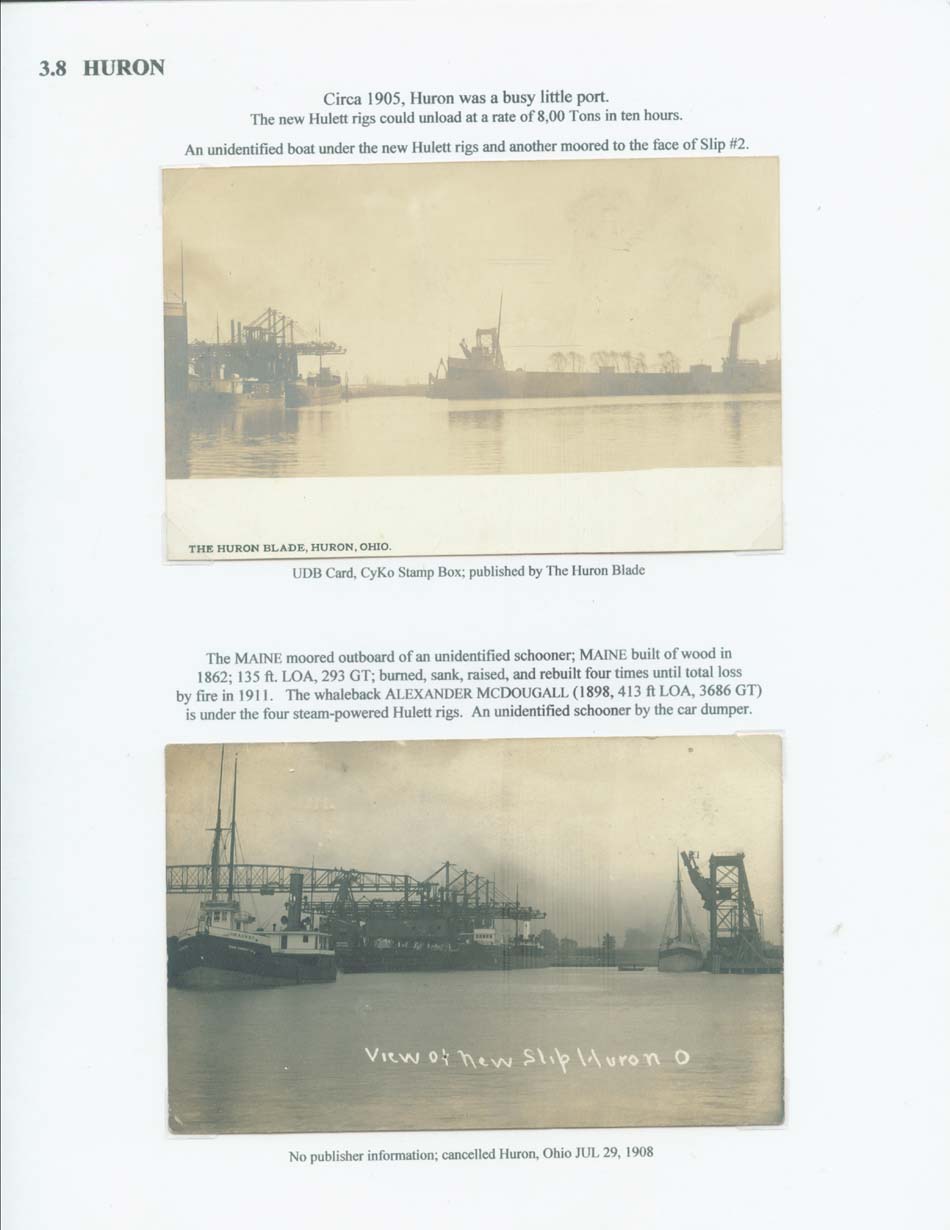 3.8 HURON
Circa 1905, Huron was a busy little port.
The new Hulett rigs could unload at a rate of 8,00 Tons in ten hours.
An unidentified boat under the new Hulett rigs and another moored to the face of Slip #2.
THE HURON BLADE, HURON, OHIO.
UDB Card, CyKo Stamp Box; published by The Huron Blade
The MAINE moored outboard of an unidentified schooner; MAINE built of wood in
1862; 135 ft. LOA, 293 GT; burned, sank, raised, and rebuilt four times until total loss
by fire in 1911. The whaleback ALEXANDER MCDOUGALL (1898, 413 ft LOA, 3686 GT)
is under the four steam-powered Hulett rigs. An unidentified schooner by the car dumper.
View of New Slip Huron O
No publisher information; cancelled Huron, Ohio JUL 29, 1908